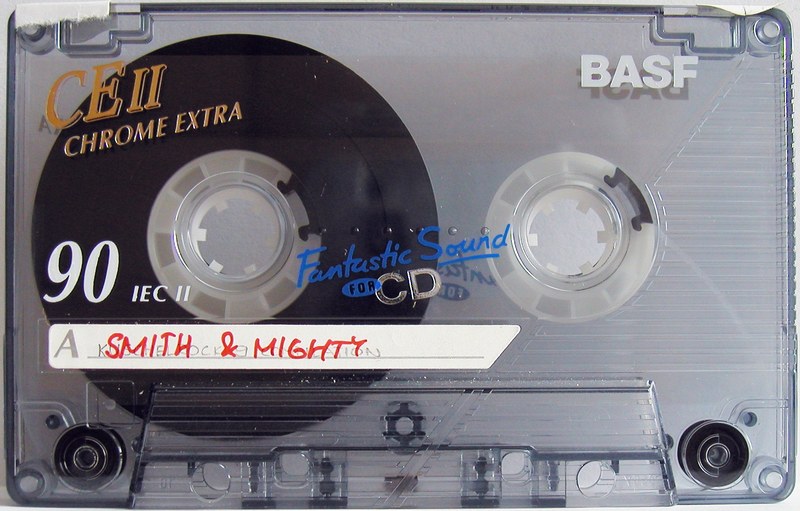 CE II
CHROME EXTRA
BASF
90 IEC II
Fantastic Sound
FOR CD
A SMITH & MIGHTY